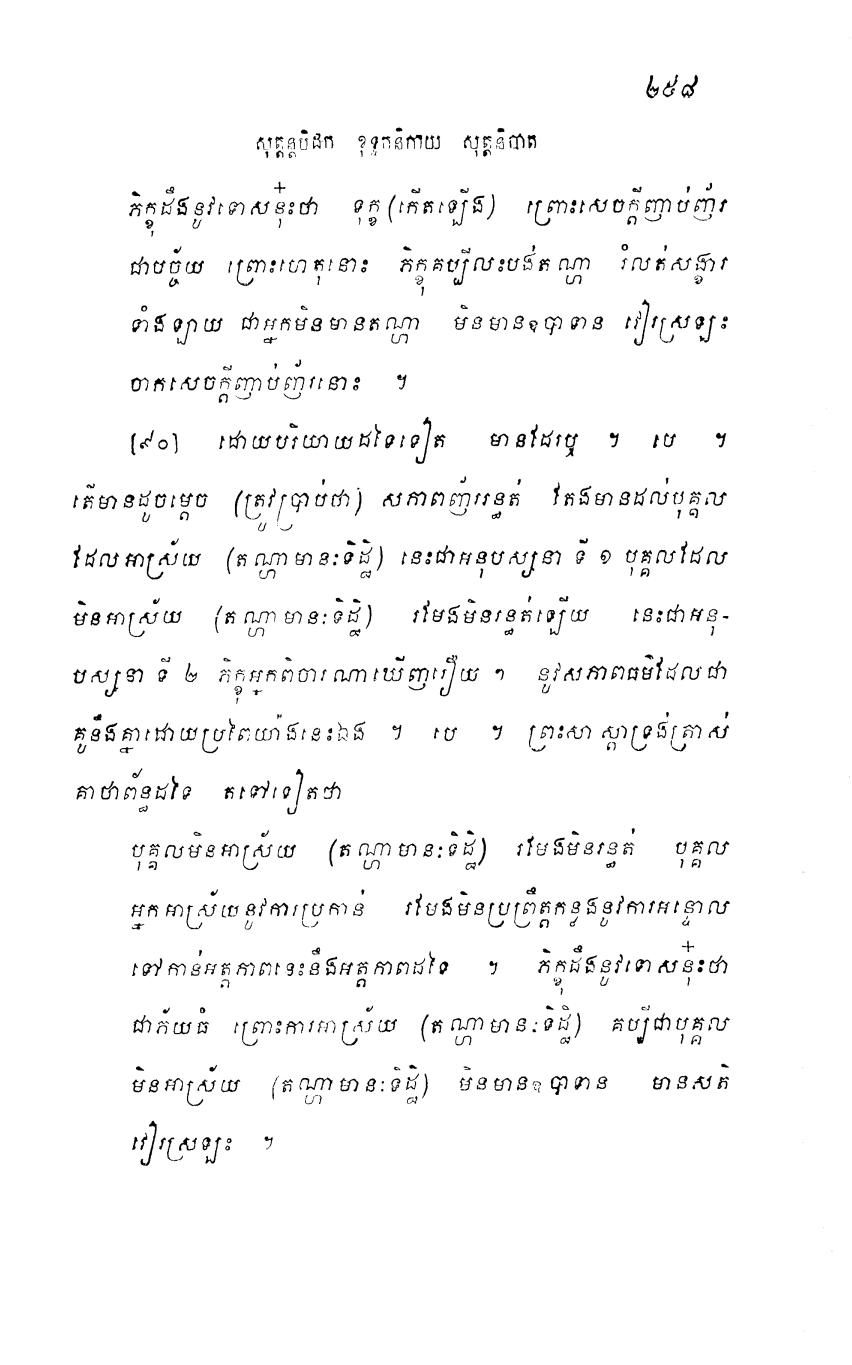 ២៥៨
សុត្តន្តបិដក ខុទ្ទកនិកាយ សុត្តនិបាត
ភិក្ខុដឹងនូវទោសនុ៎ះថា ទុក្ខ (កើតឡើង) ព្រោះសេចក្តីញាប់ញ័រ
ជាបច្ច័យ ព្រោះហេតុនោះ ភិក្ខុគប្បីលះបង់តណ្ហា រំលត់សង្ខារ
ទាំងឡាយ ជាអ្នកមិនមានតណ្ហា មិនមានឧបាទាន វៀរស្រឡះ
ចាកសេចក្តីញាប់ញ័រនោះ ។
[៩០] ដោយបរិយាយដទៃទៀត មានដែរឬ ។ បេ ។
តើមានដូចម្តេច (ត្រូវប្រាប់ថា) សភាពញ័ររន្ធត់ តែងមានដល់បុគ្គល
ដែលអាស្រ័យ (តណ្ហាមានៈទិដ្ឋិ) នេះជាអនុបស្សនា ទី ១ បុគ្គលដែល
មិនអាស្រ័យ (តណ្ហាមានៈទិដ្ឋិ) រមែងមិនរន្ធត់ឡើយ នេះជាអនុ-
បស្សនា ទី ២ ភិក្ខុអ្នកពិចារណាឃើញរឿយ ៗ នូវសភាពធម៌ដែលជា
គូនឹងគ្នាដោយប្រពៃយ៉ាងនេះឯង ។ បេ ។ ព្រះសាស្តាទ្រង់ត្រាស់
គាថាព័ន្ធដទៃ តទៅទៀតថា
បុគ្គលមិនអាស្រ័យ (តណ្ហាមានៈទិដ្ឋិ) រមែងមិនរន្ធត់ បុគ្គល
អ្នកអាស្រ័យនូវការប្រកាន់ រមែងមិនប្រព្រឹត្តកន្លងនូវការអន្ទោល
ទៅកាន់អត្តភាពនេះនឹងអត្តភាពដទៃ ។ ភិក្ខុដឹងនូវទោសនុ៎ះថា
ជាភ័យធំ ព្រោះការអាស្រ័យ (តណ្ហាមានៈទិដ្ឋិ) គប្បីជាបុគ្គល
មិនអាស្រ័យ (តណ្ហាមានៈទិដ្ឋិ) មិនមានឧបាទាន មានសតិ
វៀរស្រឡះ ។